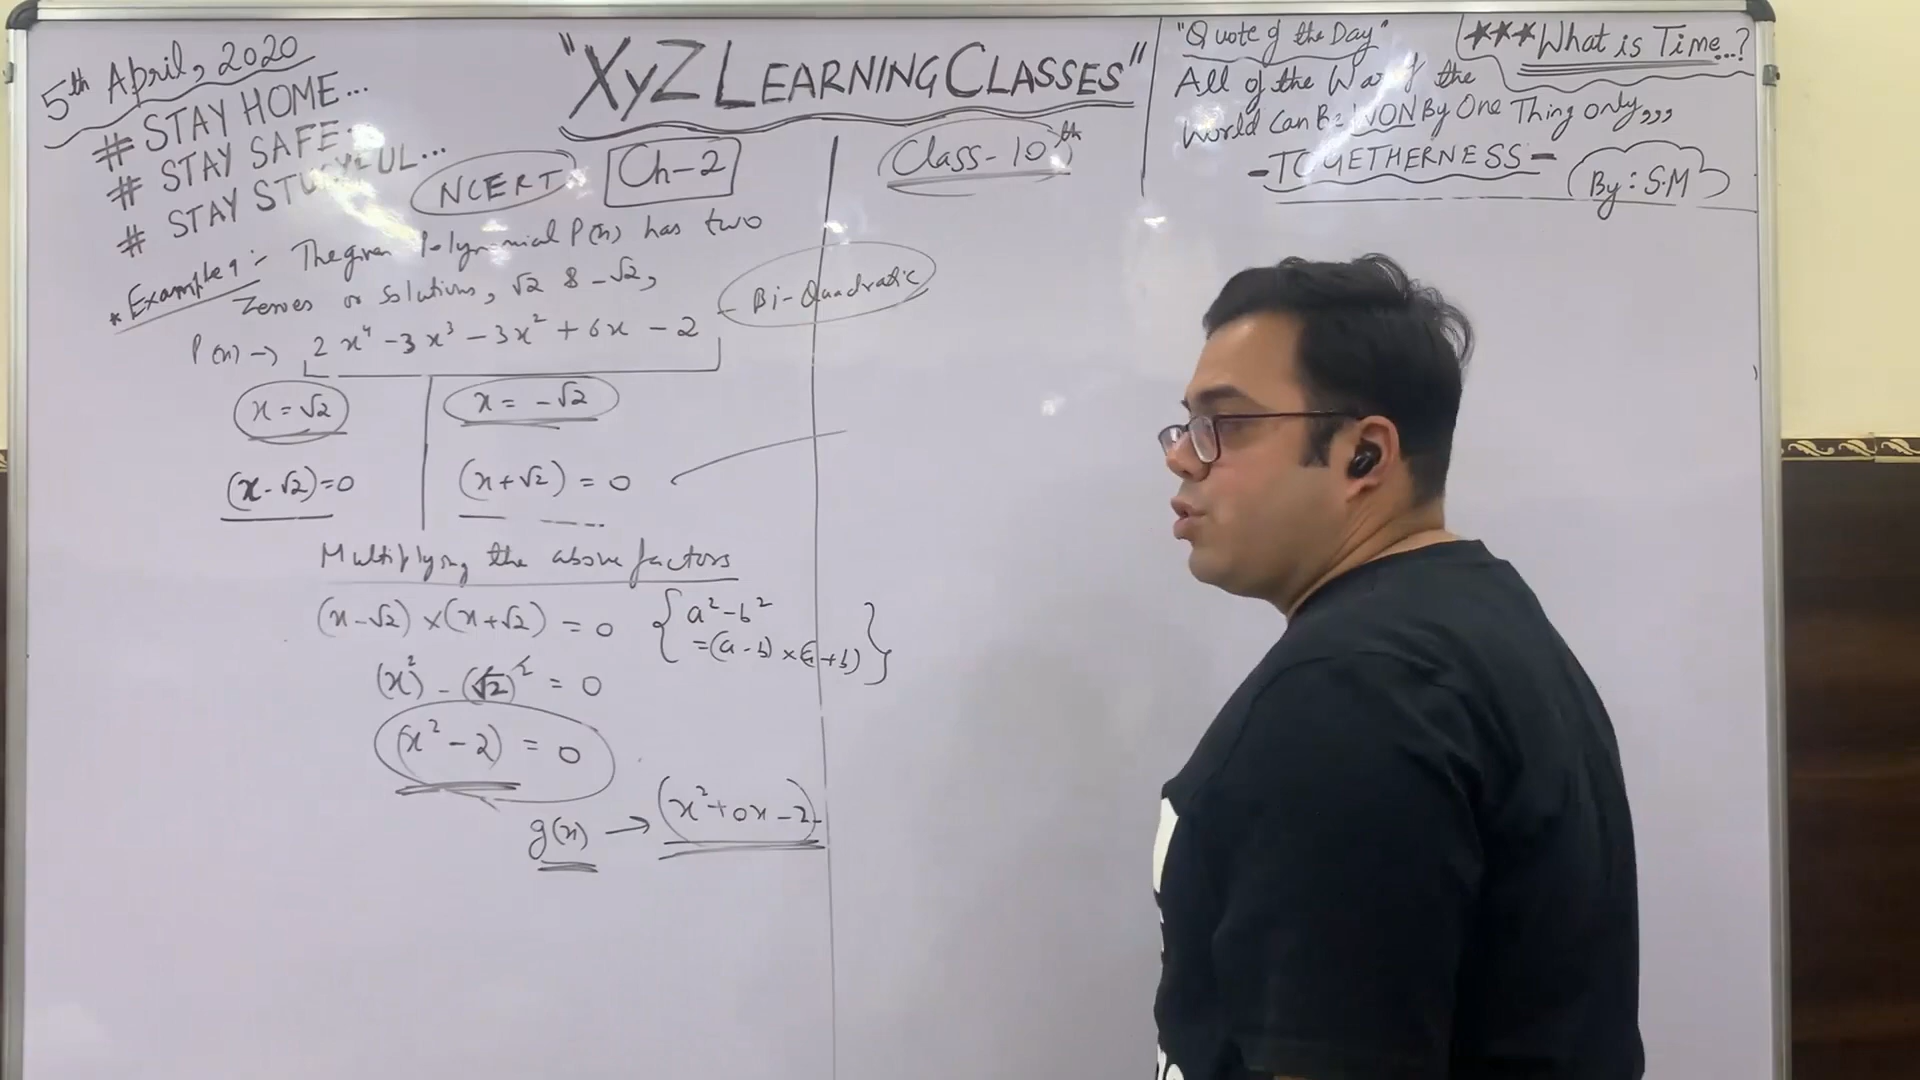 5th April, 2020
# STAY HOME...
# STAY SAFE...
# STAY STUDYFUL...
"XyZ LEARNING CLASSES"
"Quote of the Day"
All of the War of the
World Can Be WON By One Thing only,,,
- TOGETHERNESS -
By : S.M
***What is Time...?
NCERT
Ch-2
Class-10th
* Example 9 :- The given Polynomial P(x) has two
Zeroes or Solutions, √2 & -√2,
P(x) → 2x⁴ - 3x³ - 3x² + 6x - 2
- Bi-Quadratic
x = √2
x = -√2
(x - √2) = 0
(x + √2) = 0
Multiplying the above factors
(x - √2) × (x + √2) = 0
{ a² - b²
= (a - b) × (a + b) }
(x)² - (√2)² = 0
(x² - 2) = 0
g(x) → (x² + 0x - 2)